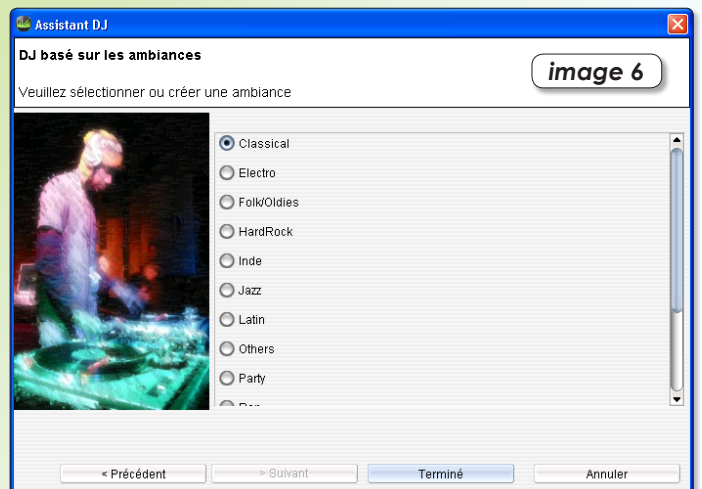 Assistant DJ
DJ basé sur les ambiances
image 6
Veuillez sélectionner ou créer une ambiance
Classical
Electro
Folk/Oldies
HardRock
Inde
Jazz
Latin
Others
Party
< Précédent
> Suivant
Terminé
Annuler